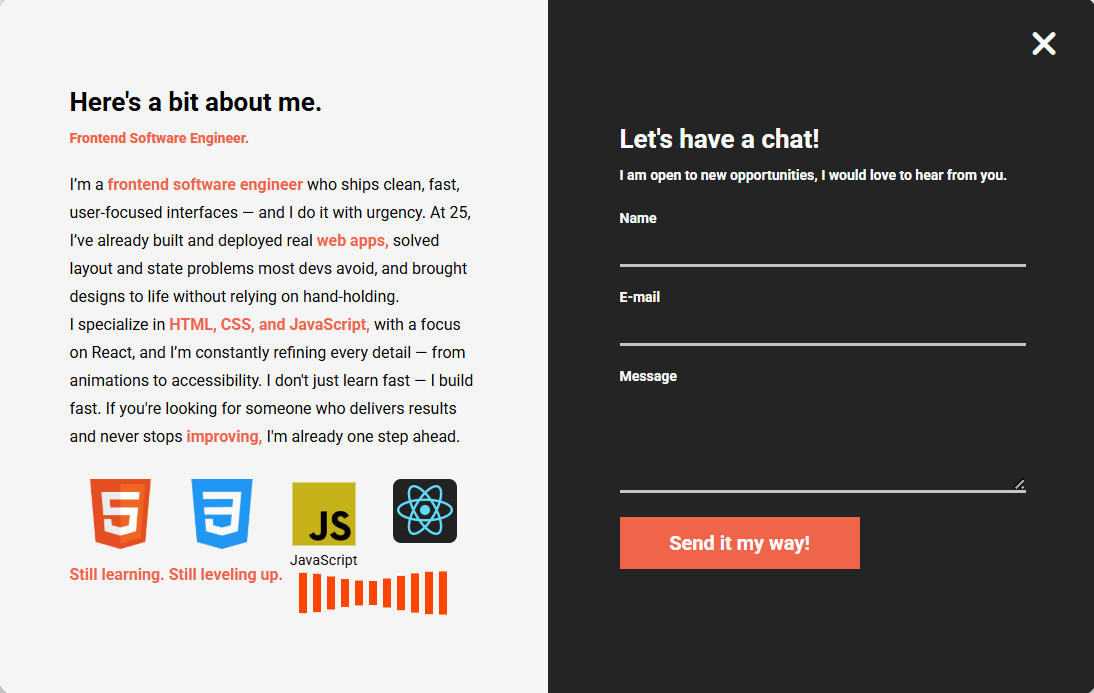 Here's a bit about me.
Frontend Software Engineer.
I’m a frontend software engineer who ships clean, fast,
user-focused interfaces — and I do it with urgency. At 25,
I’ve already built and deployed real web apps, solved
layout and state problems most devs avoid, and brought
designs to life without relying on hand-holding.
I specialize in HTML, CSS, and JavaScript, with a focus
on React, and I’m constantly refining every detail — from
animations to accessibility. I don't just learn fast — I build
fast. If you're looking for someone who delivers results
and never stops improving, I'm already one step ahead.
JS
JavaScript
Still learning. Still leveling up.
Let's have a chat!
I am open to new opportunities, I would love to hear from you.
Name
E-mail
Message
Send it my way!